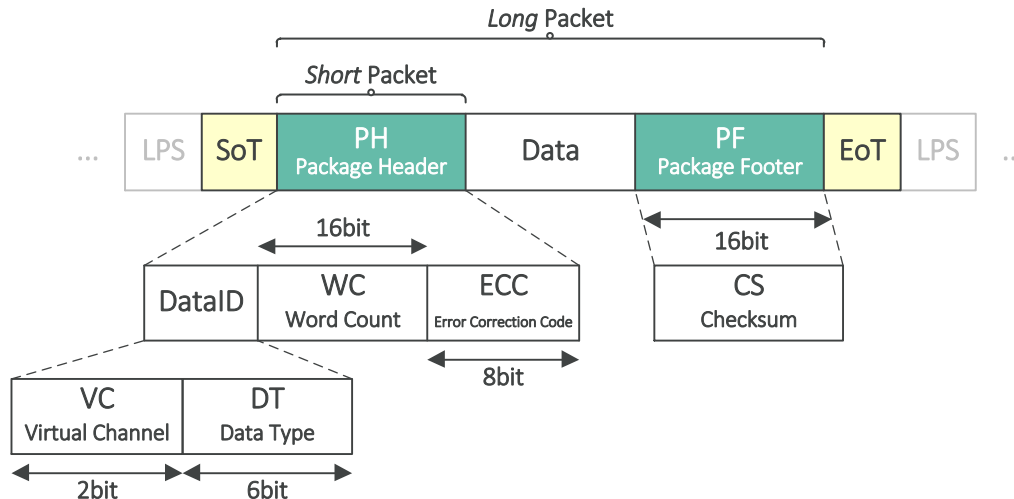 Long Packet
Short Packet
... LPS SoT PH Data PF EoT LPS ..
Package Header Package Footer
16bit 16bit
DataID WC ECC CS
Word Count Error Correction Code Checksum
8bit
VC DT
Virtual Channel Data Type
2bit 6bit